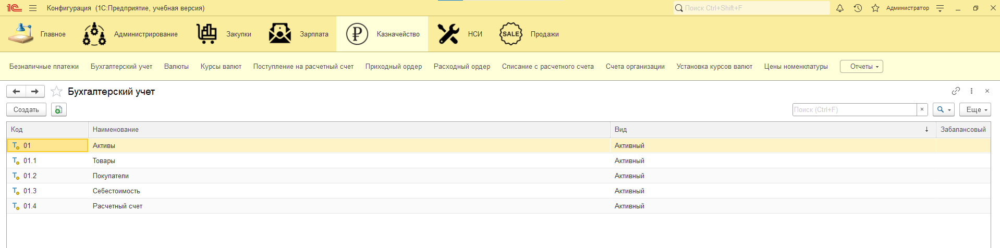 1С Конфигурация (1С:Предприятие, учебная версия) Поиск Ctrl+Shift+F Администратор
Главное Администрирование Закупки Зарплата Казначейство НСИ SALE Продажи
Безналичные платежи Бухгалтерский учет Валюты Курсы валют Поступление на расчетный счет Приходный ордер Расходный ордер Списание с расчетного счета Счета организации Установка курсов валют Цены номенклатуры Отчеты
Бухгалтерский учет
Создать Поиск (Ctrl+F) Еще
Код Наименование Вид Забалансовый
01 Активы Активный
01.1 Товары Активный
01.2 Покупатели Активный
01.3 Себестоимость Активный
01.4 Расчетный счет Активный